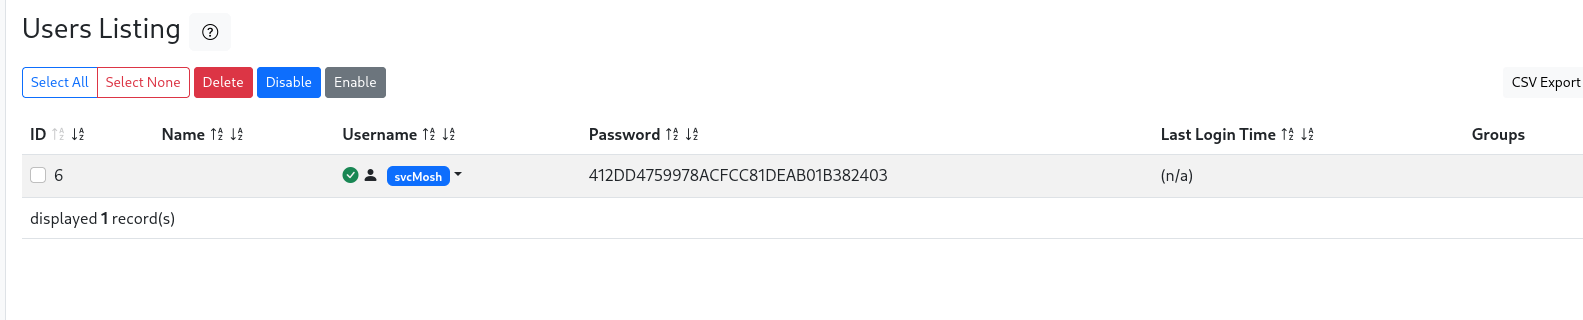 Users Listing
Select All Select None Delete Disable Enable CSV Export
ID Name Username Password Last Login Time Groups
6 svcMosh 412DD4759978ACFCC81DEAB01B382403 (n/a)
displayed 1 record(s)